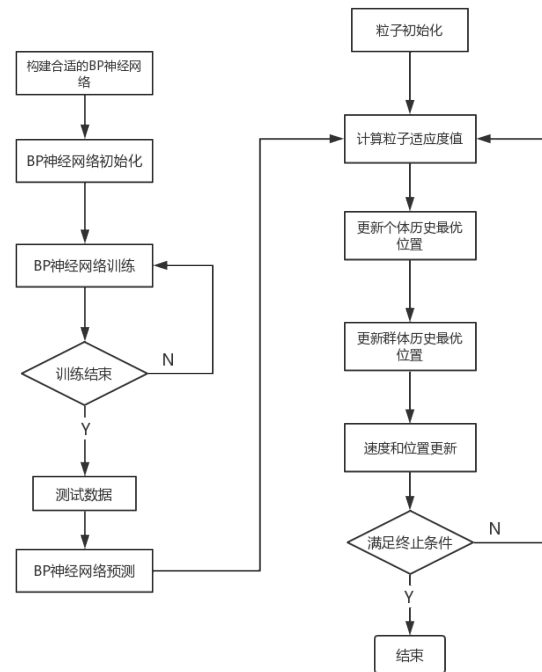 构建合适的BP神经网
络
BP神经网络初始化
BP神经网络训练
训练结束
N
Y
测试数据
BP神经网络预测
粒子初始化
计算粒子适应度值
更新个体历史最优
位置
更新群体历史最优
位置
速度和位置更新
满足终止条件
N
Y
结束